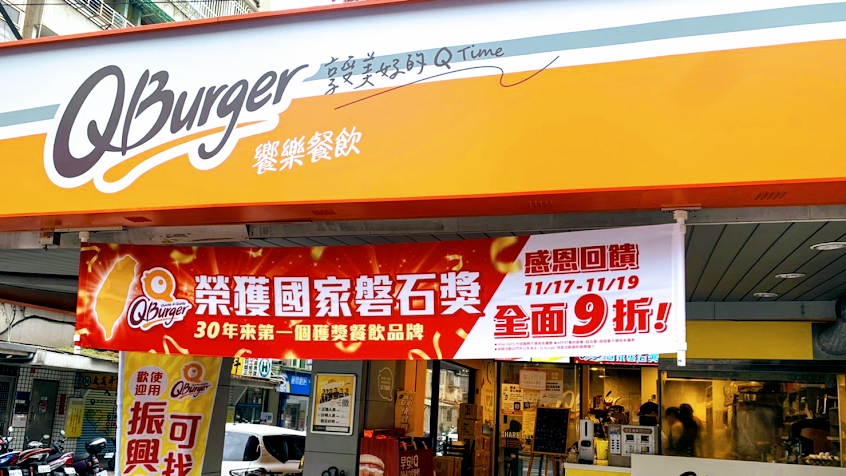 QBurger
享受美好的 Q Time
饗樂餐飲
QBurger
榮獲國家磐石獎
30年來第一個獲獎餐飲品牌
感恩回饋
11/17-11/19
全面9折!
歡迎使用
QBurger
振興
可找